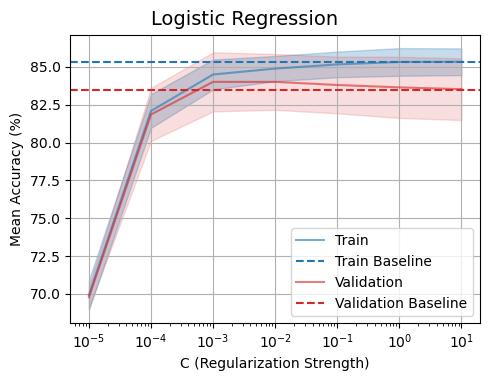 Logistic Regression
Mean Accuracy (%)
85.0
82.5
80.0
77.5
75.0
72.5
70.0
Train
Train Baseline
Validation
Validation Baseline
10⁻⁵ 10⁻⁴ 10⁻³ 10⁻² 10⁻¹ 10⁰ 10¹
C (Regularization Strength)